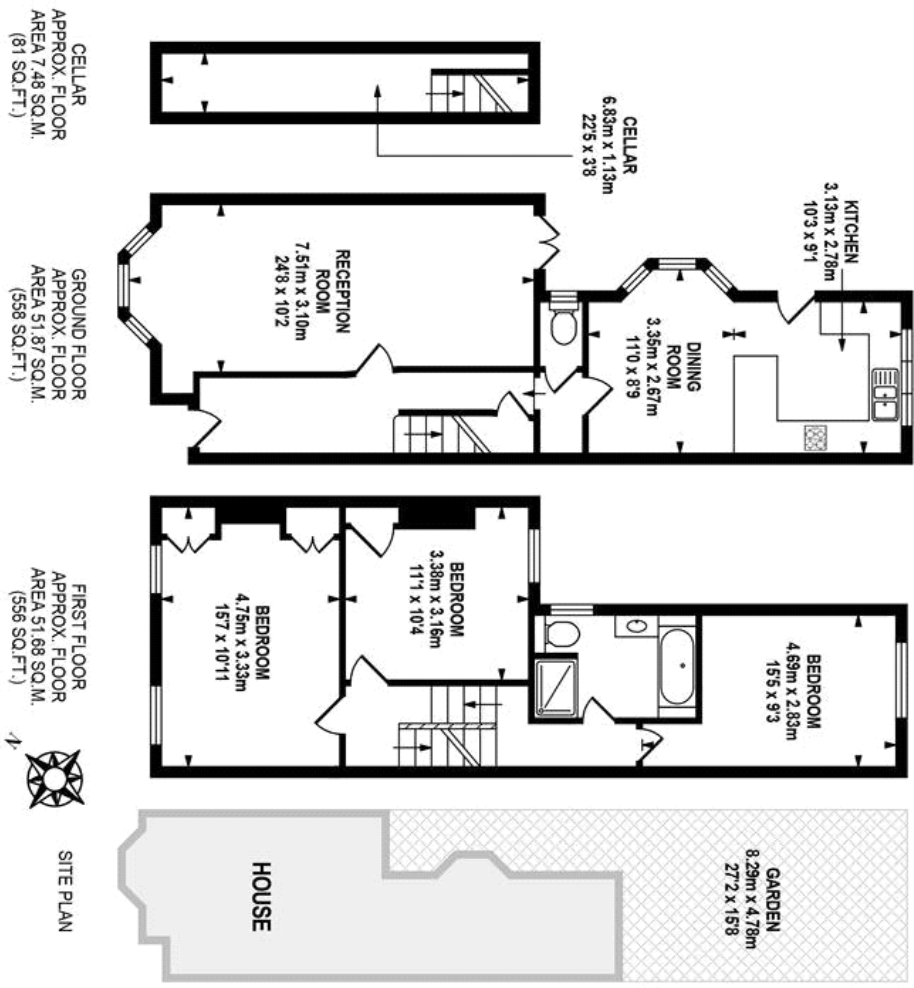 CELLAR
APPROX. FLOOR
AREA 7.48 SQ.M.
(81 SQ.FT.)
CELLAR
6.83m x 1.13m
22'5 x 3'8
KITCHEN
3.13m x 2.78m
10'3 x 9'1
DINING
ROOM
3.35m x 2.67m
11'0 x 8'9
RECEPTION
ROOM
7.51m x 3.10m
24'8 x 10'2
GROUND FLOOR
APPROX. FLOOR
AREA 51.87 SQ.M.
(558 SQ.FT.)
BEDROOM
4.69m x 2.83m
15'5 x 9'3
BEDROOM
3.38m x 3.16m
11'1 x 10'4
BEDROOM
4.75m x 3.33m
15'7 x 10'11
FIRST FLOOR
APPROX. FLOOR
AREA 51.68 SQ.M.
(556 SQ.FT.)
N
GARDEN
8.29m x 4.78m
27'2 x 15'8
HOUSE
SITE PLAN